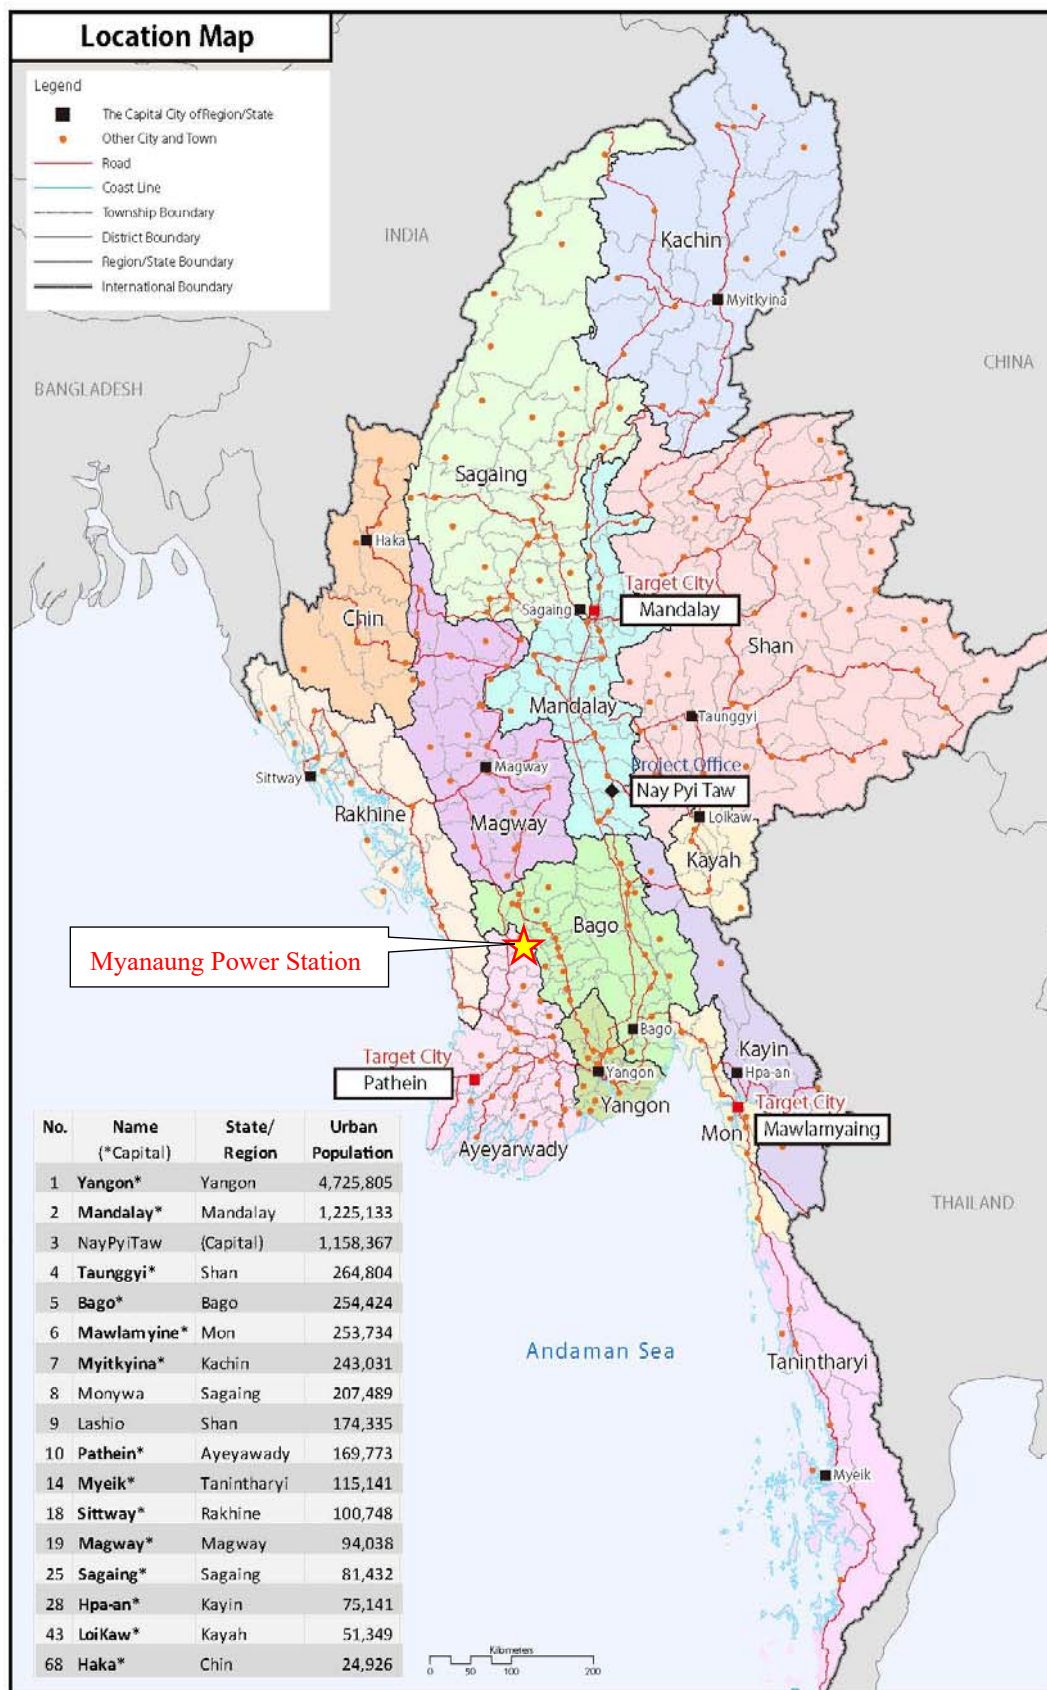 Location Map
Legend
The Capital City of Region/State
Other City and Town
Road
Coast Line
Township Boundary
District Boundary
Region/State Boundary
International Boundary
INDIA
Kachin
Myitkyina
CHINA
BANGLADESH
Sagaing
Haka
Target City
Sagaing
Mandalay
Chin
Shan
Mandalay
Taunggyi
Sittway
Magway
Project Office
Nay Pyi Taw
Rakhine
Magway
Loikaw
Kayah
Bago
Myanaung Power Station
Bago
Kayin
Target City
Yangon
Hpa-an
Pathein
Yangon
Target City
Mon
Mawlamyaing
Ayeyarwady
THAILAND
No. Name State/ Urban
(*Capital) Region Population
1 Yangon* Yangon 4,725,805
2 Mandalay* Mandalay 1,225,133
3 NayPyiTaw (Capital) 1,158,367
4 Taunggyi* Shan 264,804
5 Bago* Bago 254,424
6 Mawlamyine* Mon 253,734
7 Myitkyina* Kachin 243,031
8 Monywa Sagaing 207,489
9 Lashio Shan 174,335
10 Pathein* Ayeyawady 169,773
14 Myeik* Tanintharyi 115,141
18 Sittway* Rakhine 100,748
19 Magway* Magway 94,038
25 Sagaing* Sagaing 81,432
28 Hpa-an* Kayin 75,141
43 LoiKaw* Kayah 51,349
68 Haka* Chin 24,926
Andaman Sea
Tanintharyi
Myeik
Kilometers
0 50 100 200